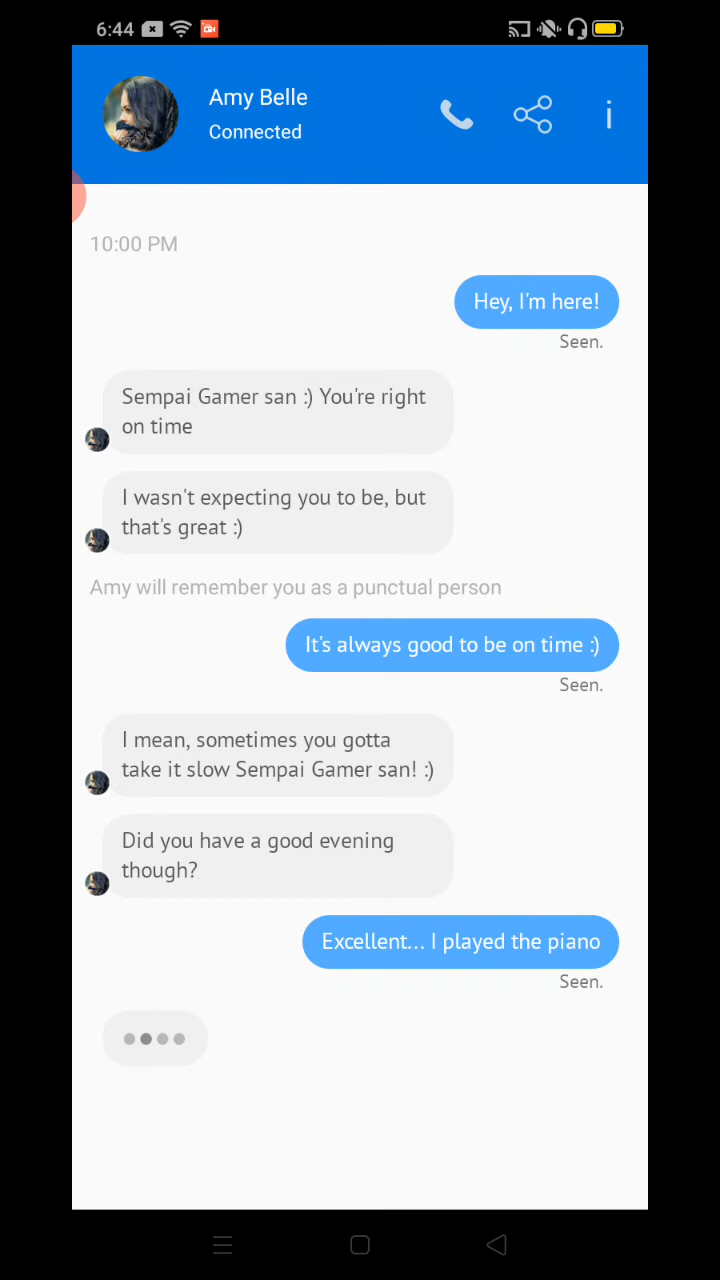 6:44
Amy Belle
Connected
10:00 PM
Hey, I'm here!
Seen.
Sempai Gamer san :) You're right
on time
I wasn't expecting you to be, but
that's great :)
Amy will remember you as a punctual person
It's always good to be on time :)
Seen.
I mean, sometimes you gotta
take it slow Sempai Gamer san! :)
Did you have a good evening
though?
Excellent... I played the piano
Seen.